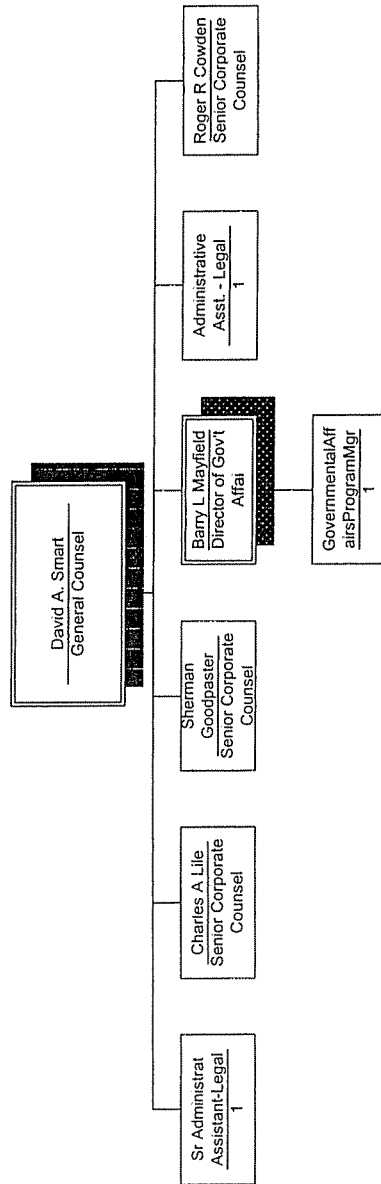 David A. Smart
General Counsel
Sr Administrat
Assistant-Legal
1
Charles A Lile
Senior Corporate
Counsel
Sherman
Goodpaster
Senior Corporate
Counsel
Barry L Mayfield
Director of Gov't
Affai
Administrative
Asst. - Legal
1
Roger R Cowden
Senior Corporate
Counsel
GovernmentalAff
airsProgramMgr
1